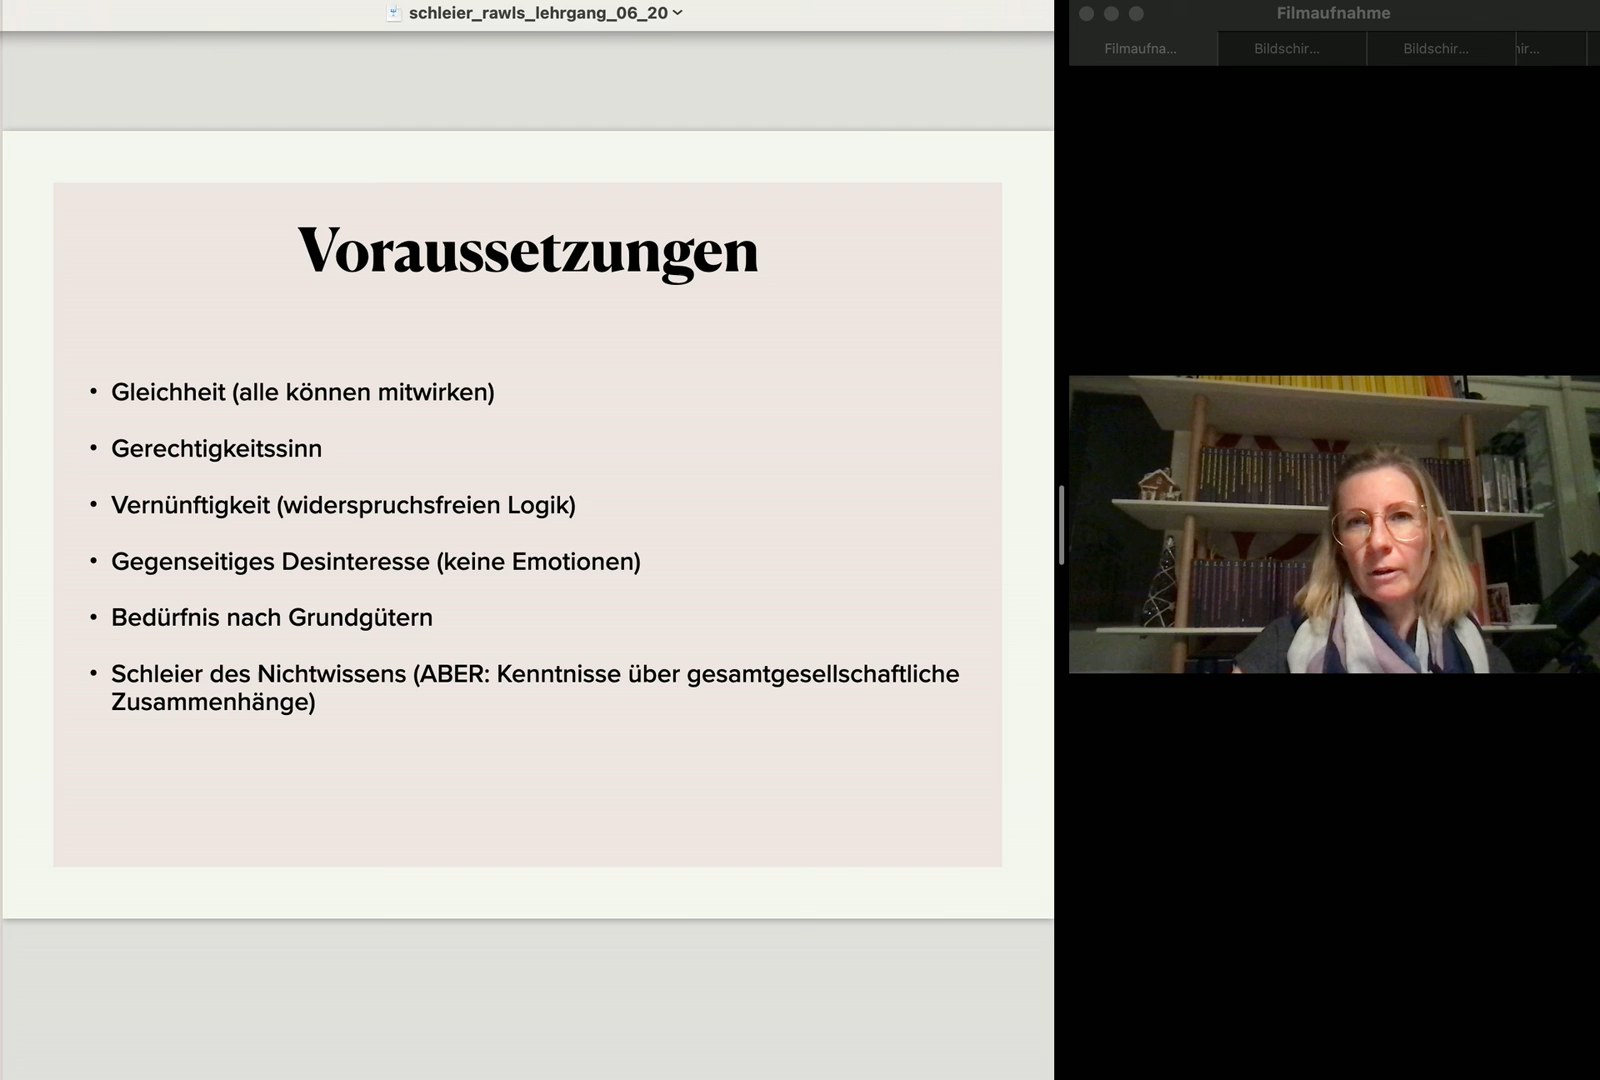 schleier_rawls_lehrgang_06_20
Filmaufnahme
Filmaufna...
Bildschir...
Bildschir...
ir...
Voraussetzungen
• Gleichheit (alle können mitwirken)
• Gerechtigkeitssinn
• Vernünftigkeit (widerspruchsfreien Logik)
• Gegenseitiges Desinteresse (keine Emotionen)
• Bedürfnis nach Grundgütern
• Schleier des Nichtwissens (ABER: Kenntnisse über gesamtgesellschaftliche
Zusammenhänge)